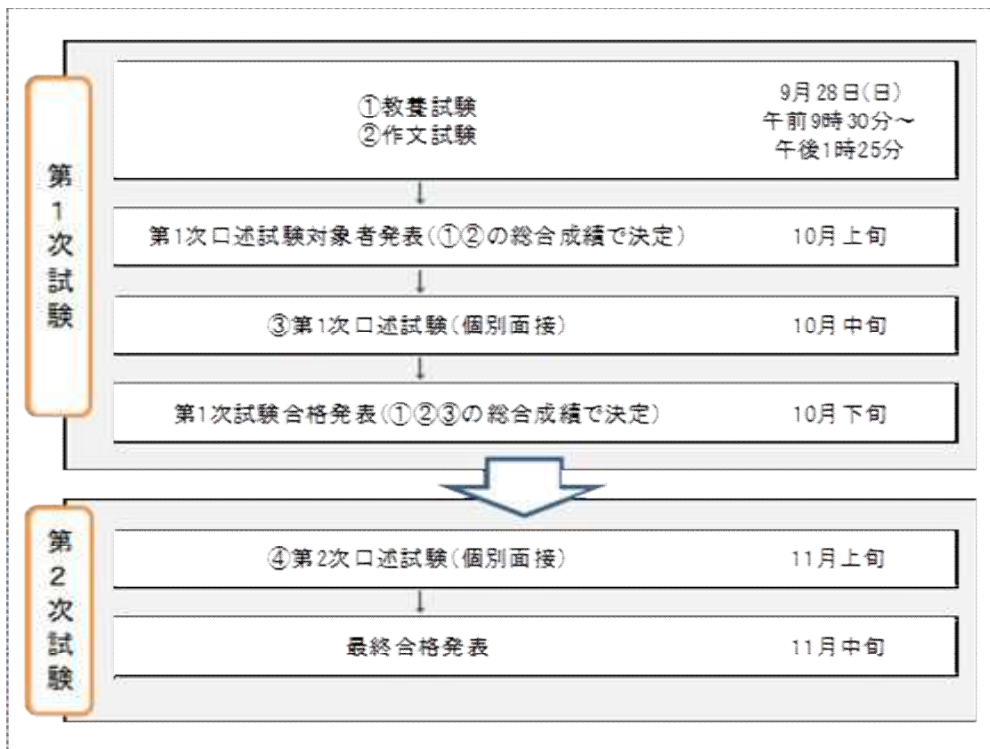 第1次試験
①教養試験
②作文試験
9月28日(日)
午前9時30分～
午後1時25分
↓
第1次口述試験対象者発表(①②の総合成績で決定)
10月上旬
↓
③第1次口述試験(個別面接)
10月中旬
↓
第1次試験合格発表(①②③の総合成績で決定)
10月下旬
第2次試験
④第2次口述試験(個別面接)
11月上旬
↓
最終合格発表
11月中旬